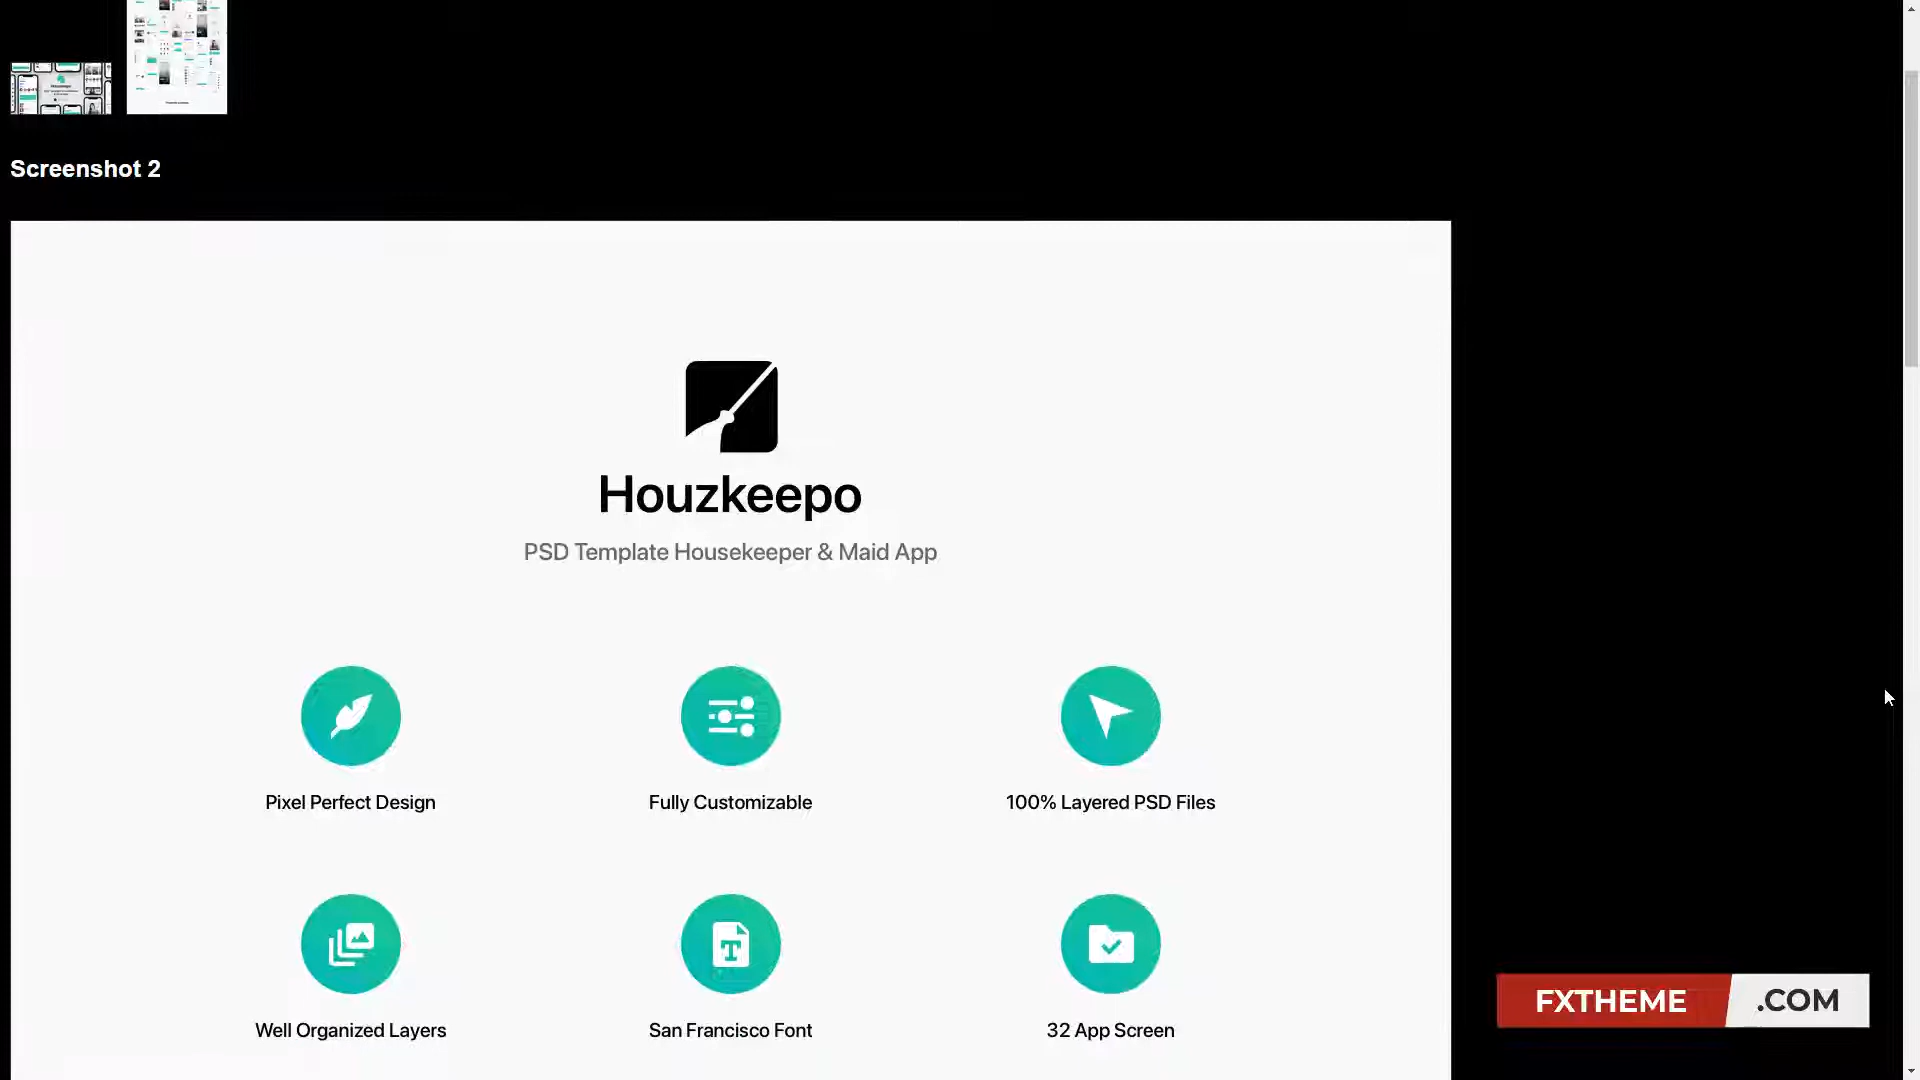 Screenshot 2
Houzkeepo
PSD Template Housekeeper & Maid App
Pixel Perfect Design
Fully Customizable
100% Layered PSD Files
Well Organized Layers
San Francisco Font
32 App Screen
FXTHEME .COM